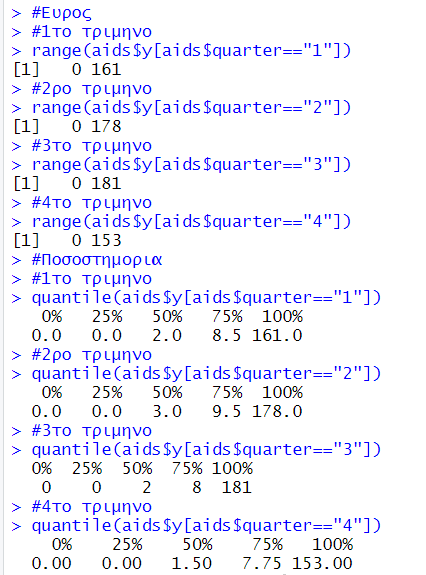 > #Ευρος
> #1το τριμηνο
> range(aids$y[aids$quarter=="1"])
[1]   0 161
> #2ρο τριμηνο
> range(aids$y[aids$quarter=="2"])
[1]   0 178
> #3το τριμηνο
> range(aids$y[aids$quarter=="3"])
[1]   0 181
> #4το τριμηνο
> range(aids$y[aids$quarter=="4"])
[1]   0 153
> #Ποσοστημορια
> #1το τριμηνο
> quantile(aids$y[aids$quarter=="1"])
   0%   25%   50%   75%  100%
  0.0   0.0   2.0   8.5 161.0
> #2ρο τριμηνο
> quantile(aids$y[aids$quarter=="2"])
   0%   25%   50%   75%  100%
  0.0   0.0   3.0   9.5 178.0
> #3το τριμηνο
> quantile(aids$y[aids$quarter=="3"])
  0%  25%  50%  75% 100%
   0    0    2    8  181
> #4το τριμηνο
> quantile(aids$y[aids$quarter=="4"])
    0%    25%    50%    75%   100%
  0.00   0.00   1.50   7.75 153.00